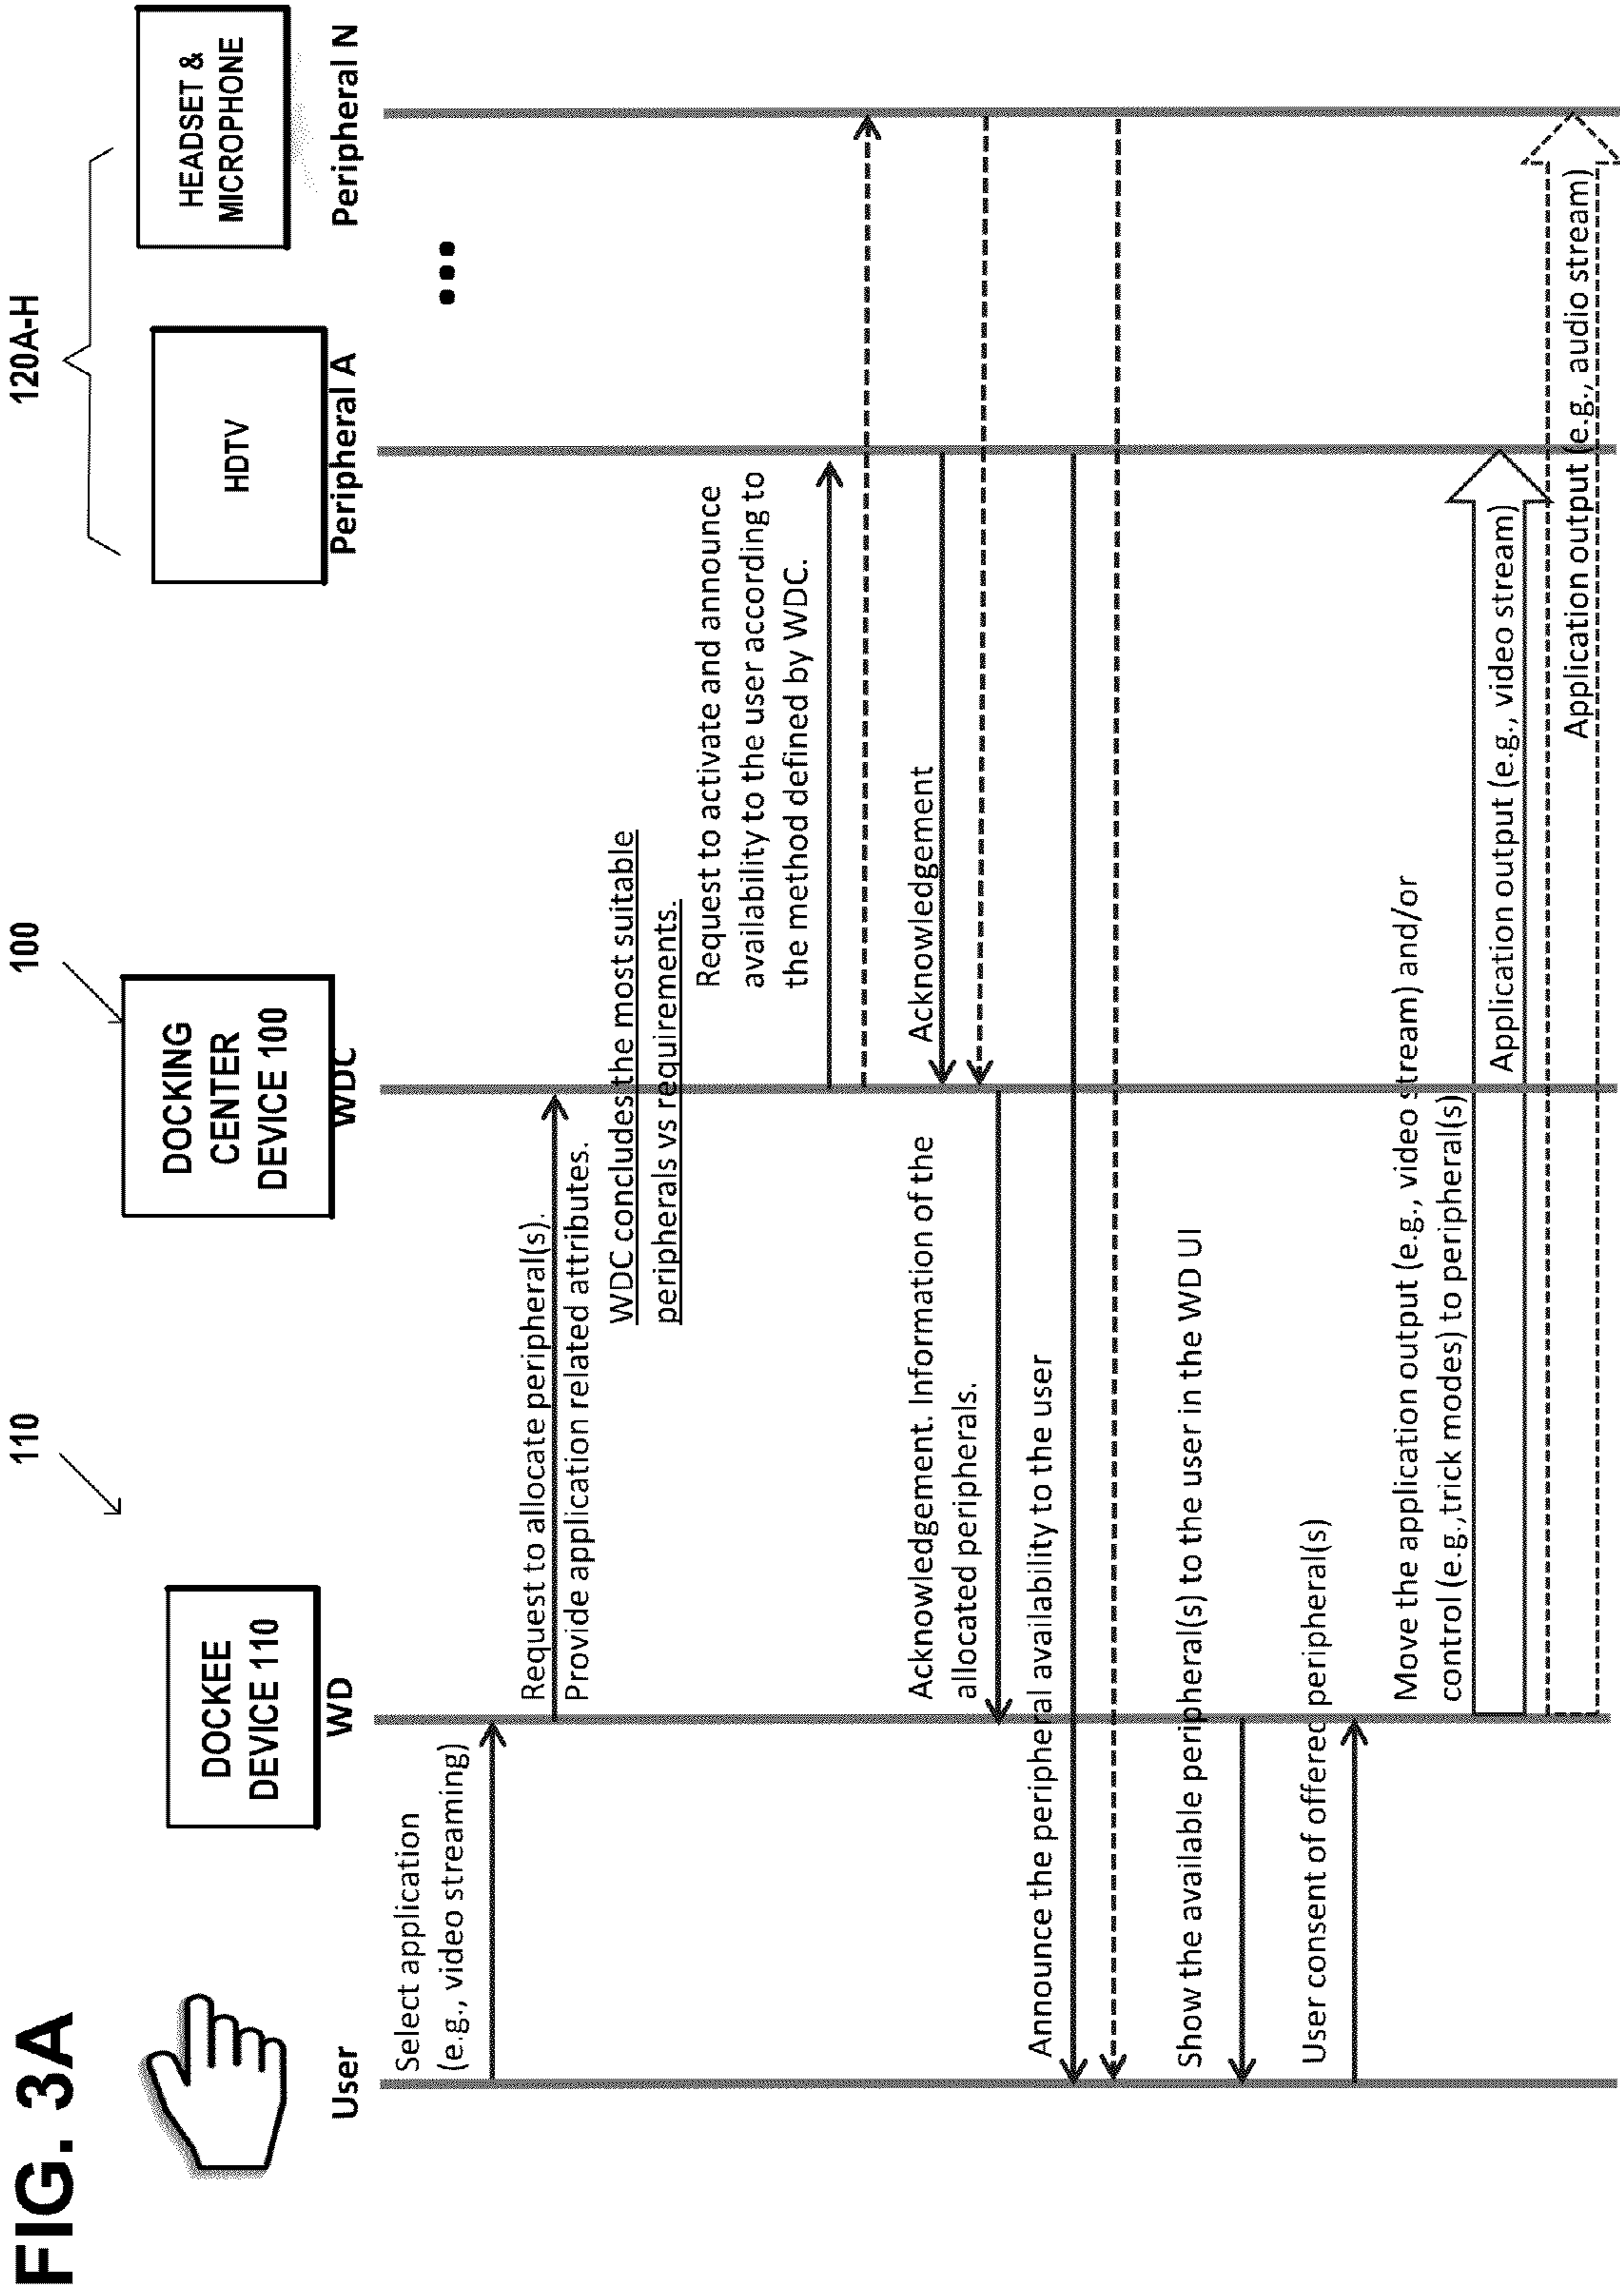 FIG. 3A
110
100
120A-H
DOCKEE
DEVICE 110
DOCKING
CENTER
DEVICE 100
HDTV
HEADSET &
MICROPHONE
User
WD
WDC
Peripheral A
Peripheral N
Select application
(e.g., video streaming)
Request to allocate peripheral(s).
Provide application related attributes.
WDC concludes the most suitable
peripherals vs requirements.
Request to activate and announce
availability to the user according to
the method defined by WDC.
Acknowledgement
Acknowledgement. Information of the
allocated peripherals.
Announce the peripheral availability to the user
Show the available peripheral(s) to the user in the WD UI
User consent of offered peripheral(s)
Move the application output (e.g., video stream) and/or
control (e.g.,trick modes) to peripheral(s)
Application output (e.g., video stream)
Application output (e.g., audio stream)